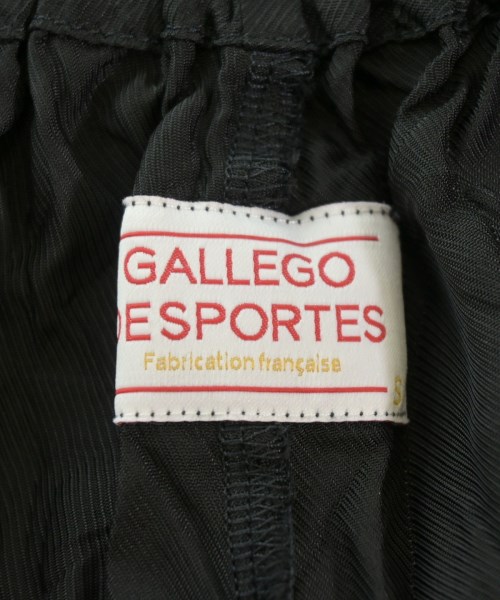 GALLEGO
DESPORTES
Fabrication française
S